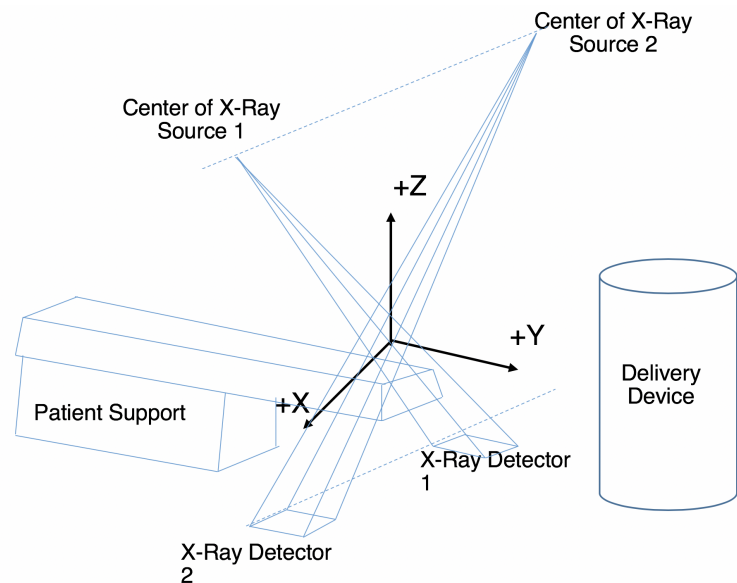 Center of X-Ray
Source 2
Center of X-Ray
Source 1
+Z
+Y
Delivery
Device
Patient Support
+X
X-Ray Detector
1
X-Ray Detector
2